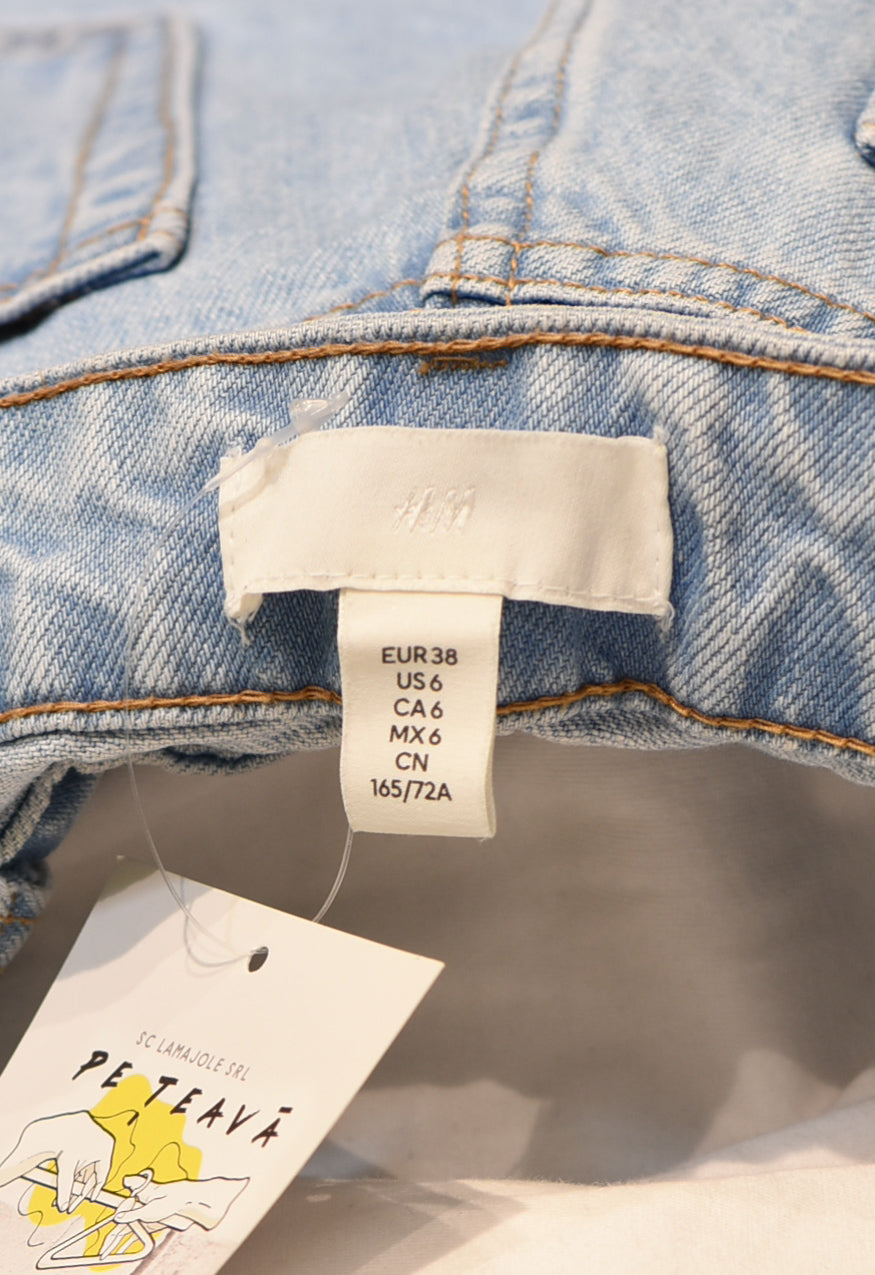 H&M
EUR 38
US 6
CA 6
MX 6
CN
165/72A
SC LAMAJOLE SRL
PE TEAVĂ